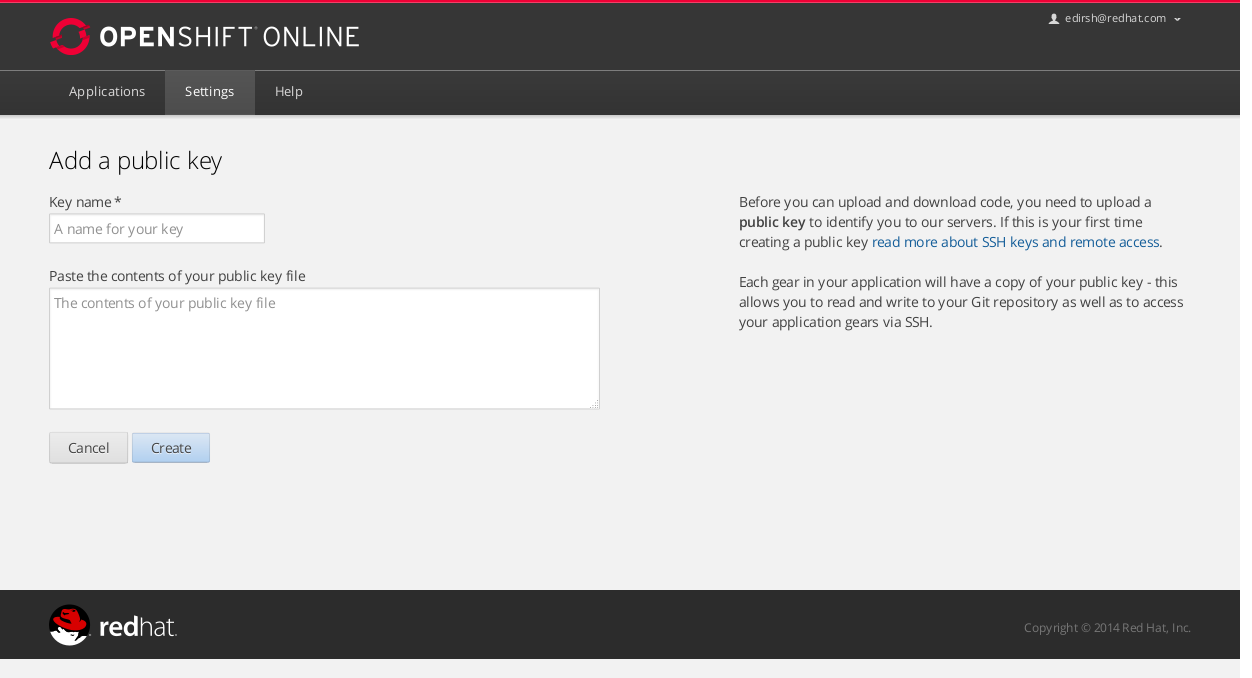 OPENSHIFT ONLINE
edirsh@redhat.com
Applications Settings Help
Add a public key
Key name *
A name for your key
Paste the contents of your public key file
The contents of your public key file
Cancel Create
Before you can upload and download code, you need to upload a
public key to identify you to our servers. If this is your first time
creating a public key read more about SSH keys and remote access.
Each gear in your application will have a copy of your public key - this
allows you to read and write to your Git repository as well as to access
your application gears via SSH.
redhat.
Copyright © 2014 Red Hat, Inc.